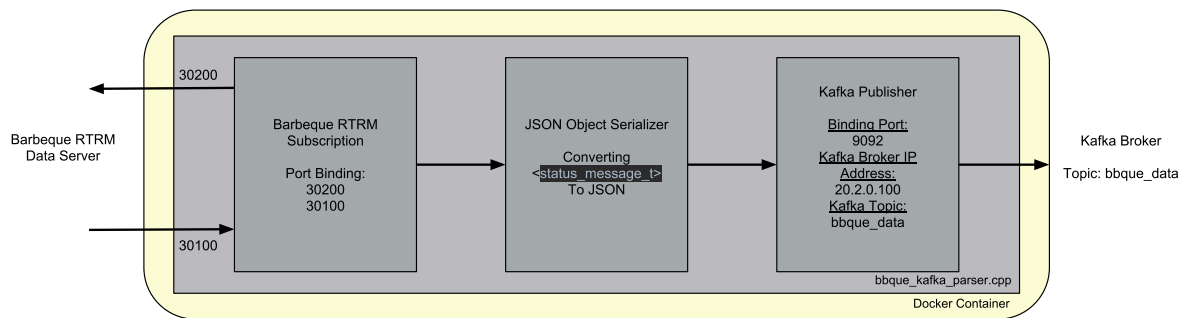 30200
Barbeque RTRM
Data Server
30100
Barbeque RTRM
Subscription
Port Binding:
30200
30100
JSON Object Serializer
Converting
<status_message_t>
To JSON
Kafka Publisher
Binding Port:
9092
Kafka Broker IP
Address:
20.2.0.100
Kafka Topic:
bbque_data
Kafka Broker
Topic: bbque_data
bbque_kafka_parser.cpp
Docker Container